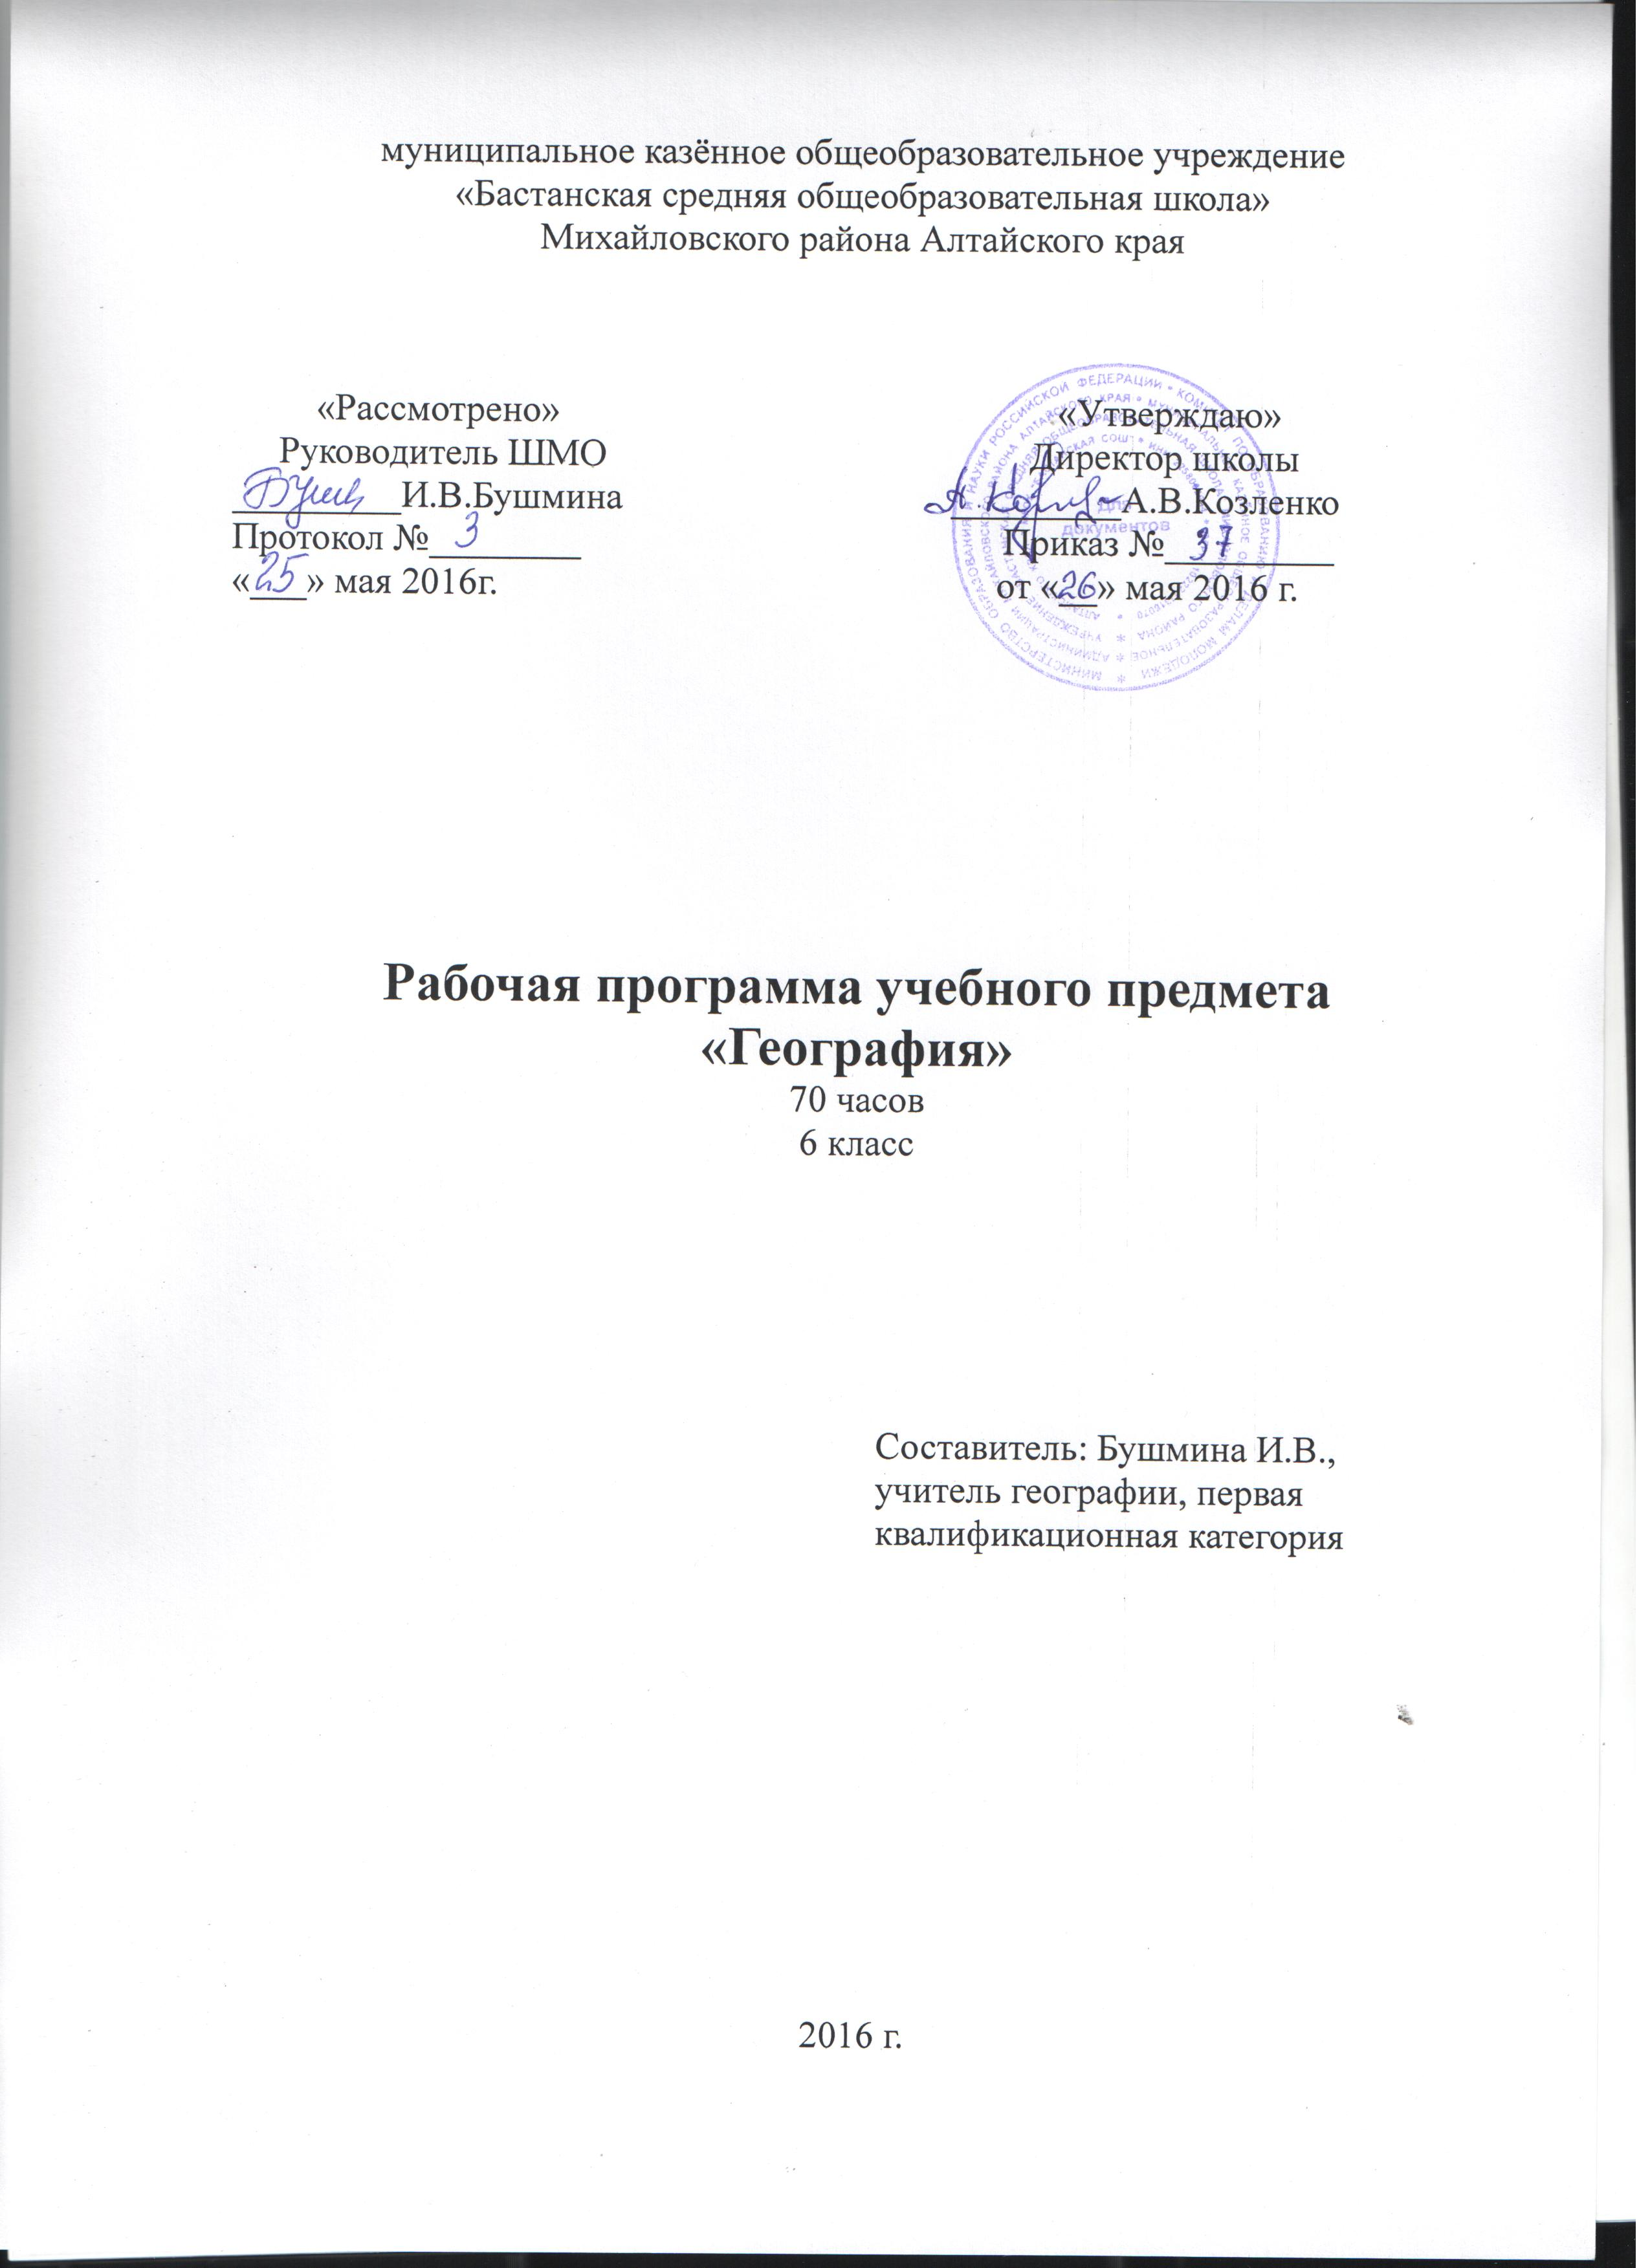 муниципальное казённое общеобразовательное учреждение
«Бастанская средняя общеобразовательная школа»
Михайловского района Алтайского края
«Рассмотрено»
Руководитель ШМО
И.В.Бушмина
Протокол № 3
«25» мая 2016г.
«Утверждаю»
Директор школы
А.В.Козленко
Приказ № 37
от «26» мая 2016 г.
для
документов
Рабочая программа учебного предмета
«География»
70 часов
6 класс
Составитель: Бушмина И.В.,
учитель географии, первая
квалификационная категория
2016 г.